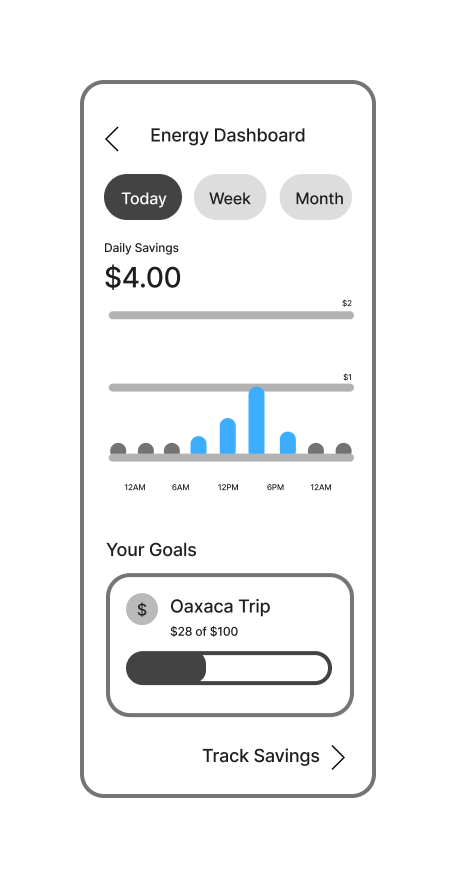 Energy Dashboard
Today Week Month
Daily Savings
$4.00
$2
$1
12AM 6AM 12PM 6PM 12AM
Your Goals
$ Oaxaca Trip
$28 of $100
Track Savings